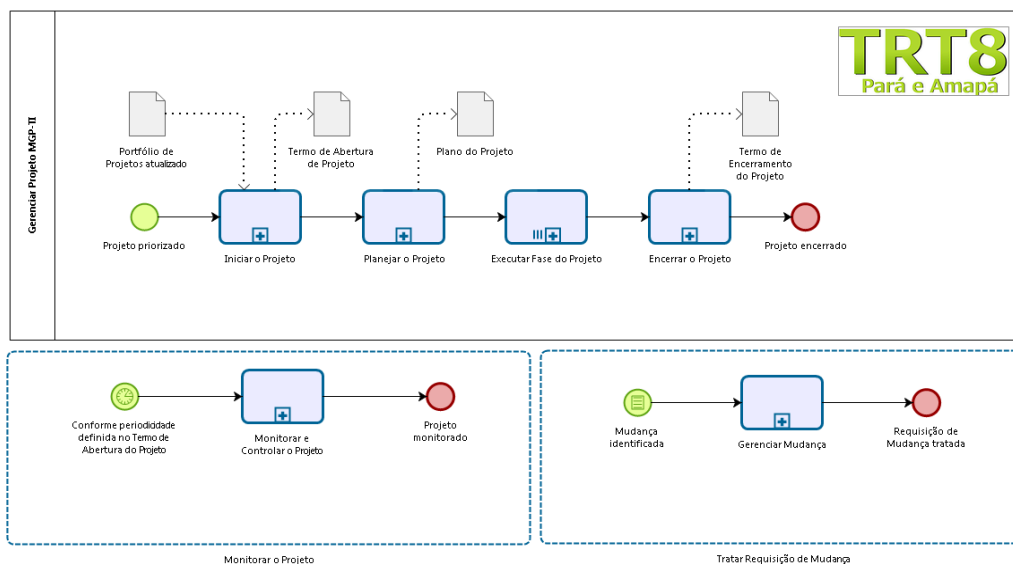 Gerenciar Projeto MGP-TI
TRT8
Pará e Amapá
Portfólio de
Projetos atualizado
Termo de Abertura
de Projeto
Plano do Projeto
Termo de
Encerramento
do Projeto
Projeto priorizado
Iniciar o Projeto
Planejar o Projeto
Executar Fase do Projeto
Encerrar o Projeto
Projeto encerrado
Conforme periodicidade
definida no Termo de
Abertura do Projeto
Monitorar e
Controlar o Projeto
Projeto
monitorado
Monitorar o Projeto
Mudança
identificada
Gerenciar Mudança
Requisição de
Mudança tratada
Tratar Requisição de Mudança